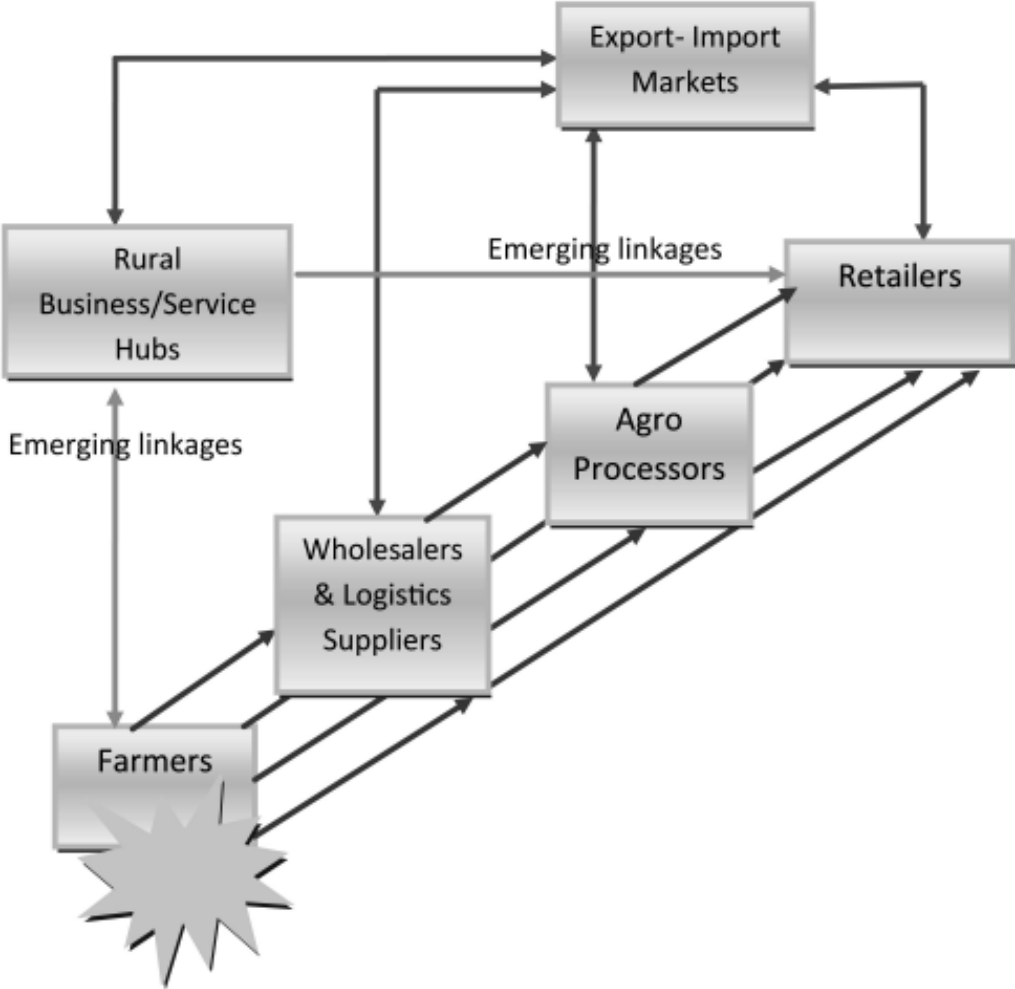 Export- Import
Markets
Rural
Business/Service
Hubs
Emerging linkages
Retailers
Emerging linkages
Agro
Processors
Wholesalers
& Logistics
Suppliers
Farmers